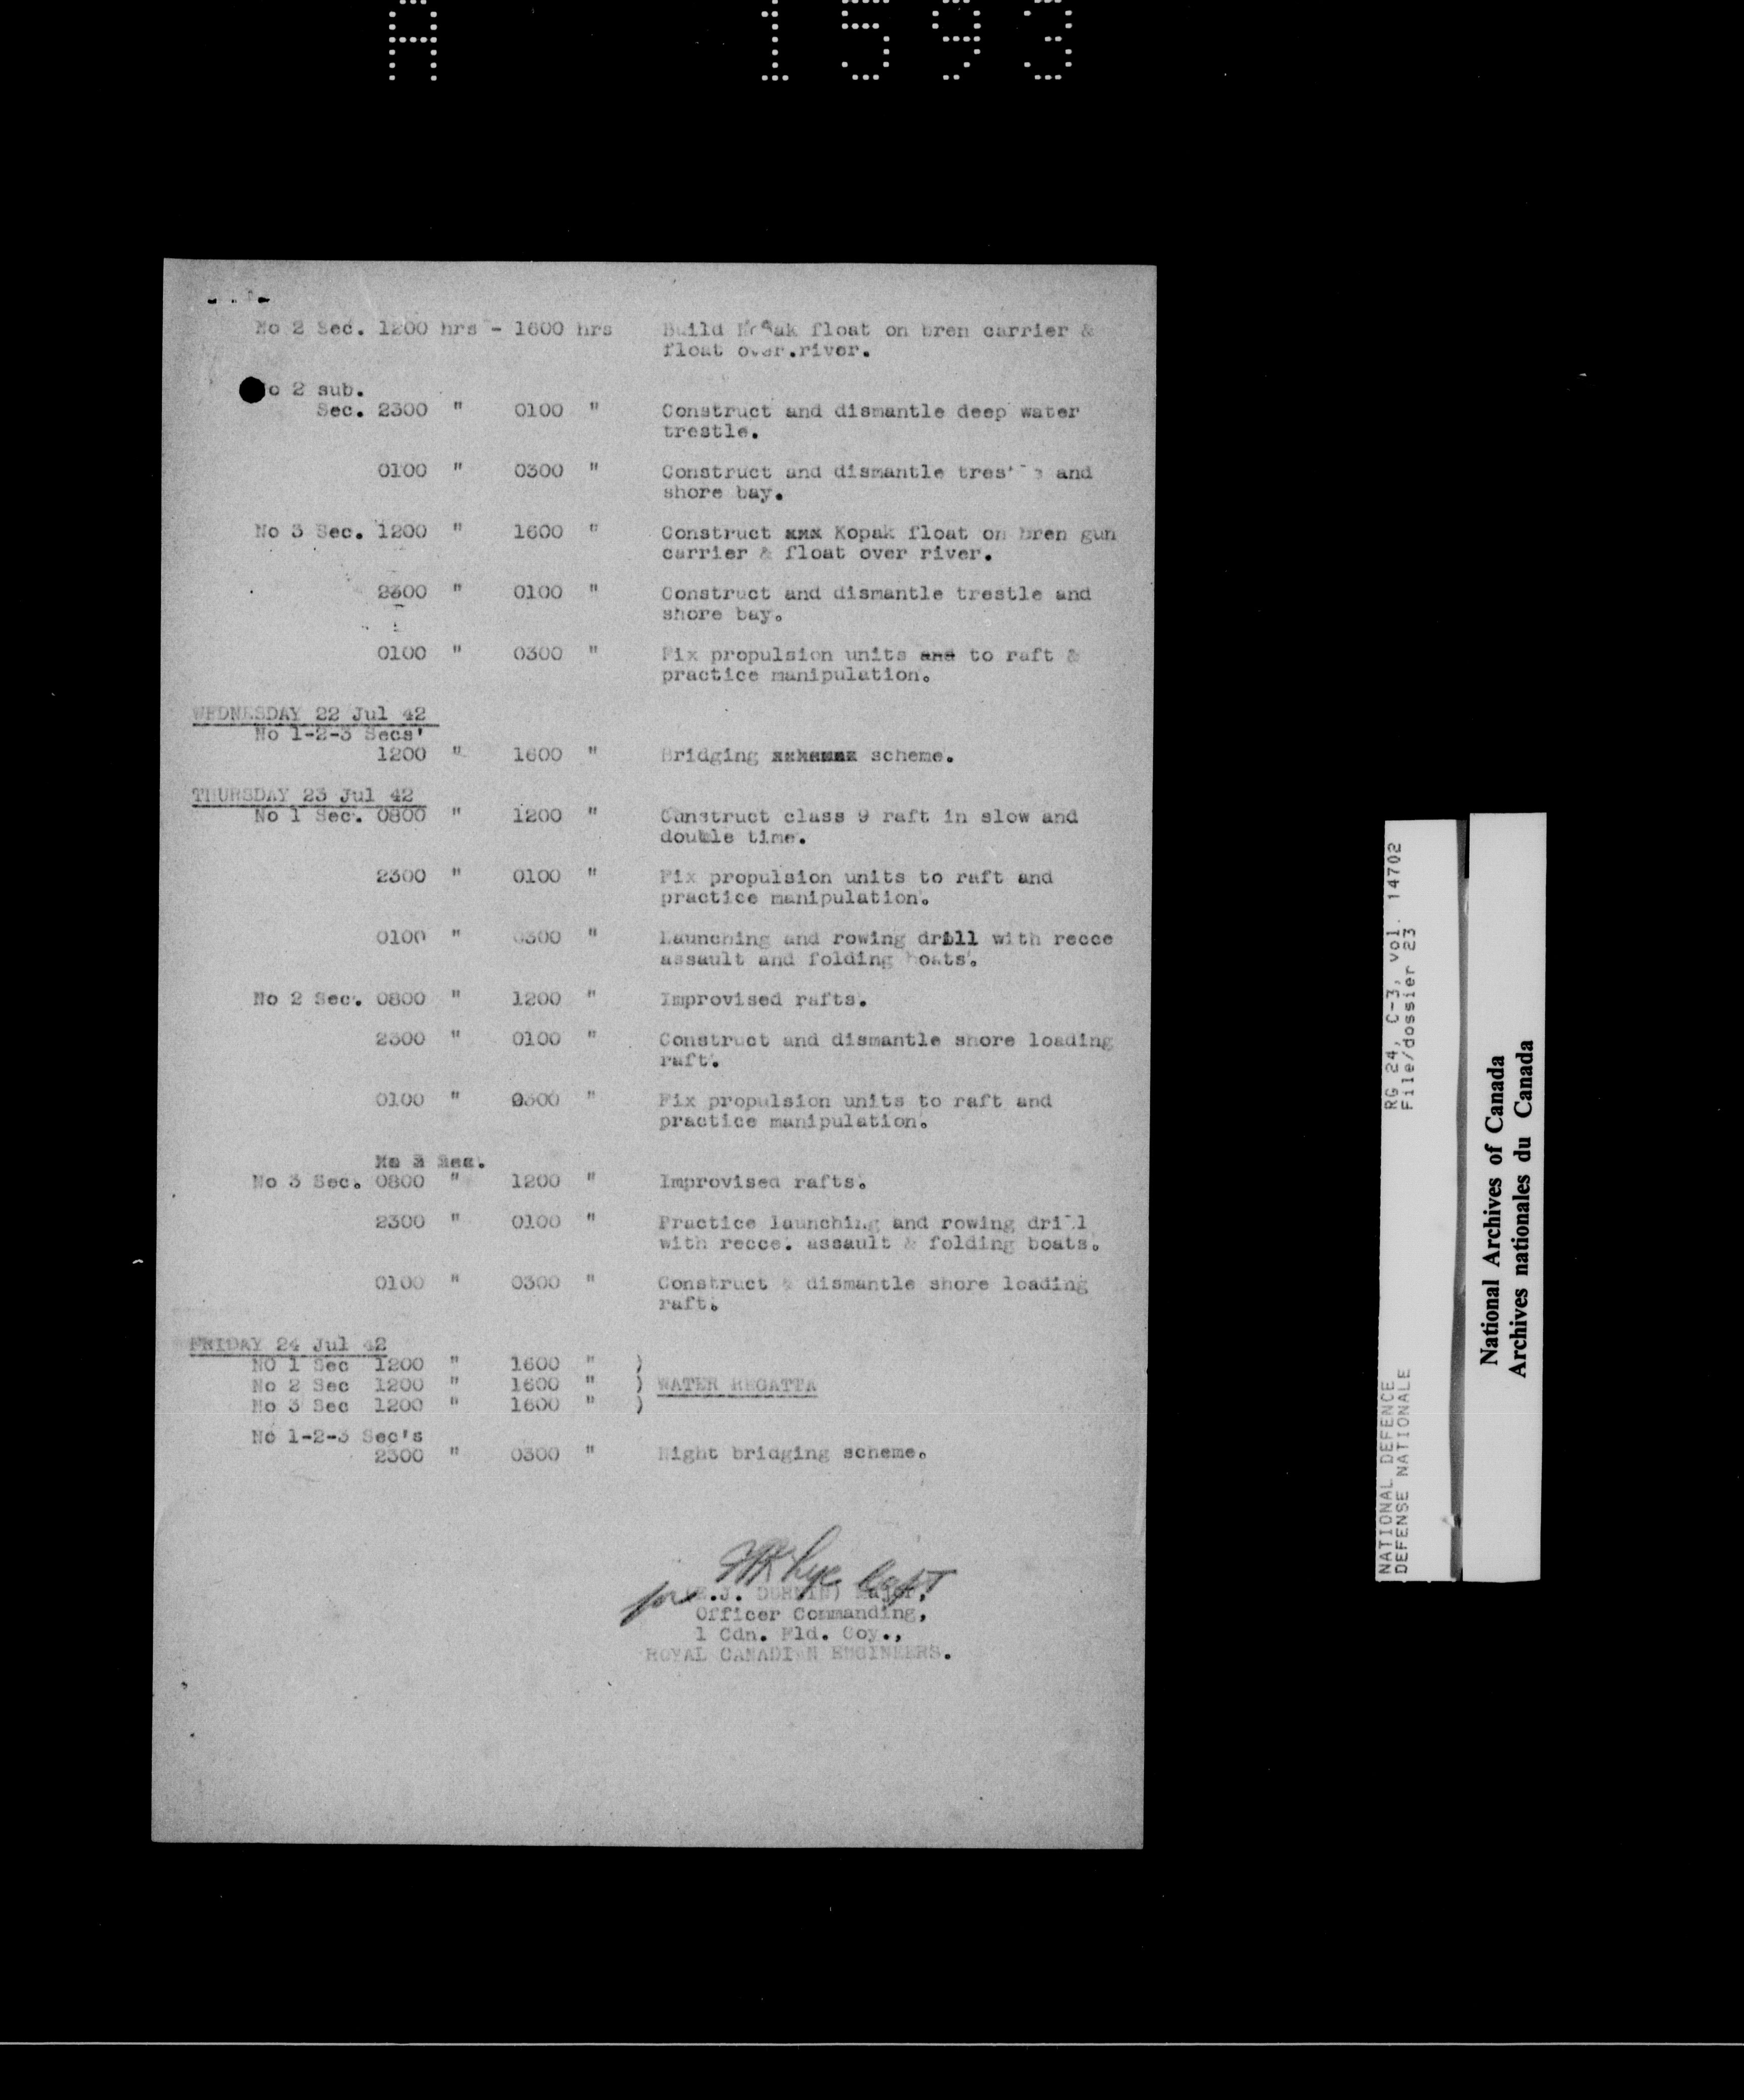 A 1593
No 2 Sec. 1200 hrs - 1600 hrs Build Kopak float on bren carrier &
float over.river.
No 2 sub.
Sec. 2300 " 0100 " Construct and dismantle deep water
trestle.
0100 " 0300 " Construct and dismantle trestle and
shore bay.
No 3 Sec. 1200 " 1600 " Construct xxx Kopak float on bren gun
carrier & float over river.
2300 " 0100 " Construct and dismantle trestle and
shore bay.
0100 " 0300 " Fix propulsion units and to raft &
practice manipulation.
WEDNESDAY 22 Jul 42
No 1-2-3 Secs'
1200 " 1600 " Bridging scheme.
THURSDAY 23 Jul 42
No 1 Sec. 0800 " 1200 " Construct class 9 raft in slow and
double time.
2300 " 0100 " Fix propulsion units to raft and
practice manipulation.
0100 " 0300 " Launching and rowing drill with recce
assault and folding boats.
No 2 Sec. 0800 " 1200 " Improvised rafts.
2300 " 0100 " Construct and dismantle shore loading
raft.
0100 " 0300 " Fix propulsion units to raft and
practice manipulation.
No 3 Sec. 0800 " 1200 " Improvised rafts.
2300 " 0100 " Practice launching and rowing drill
with recce. assault & folding boats.
0100 " 0300 " Construct & dismantle shore loading
raft.
FRIDAY 24 Jul 42
NO 1 Sec 1200 " 1600 " )
No 2 Sec 1200 " 1600 " ) WATER REGATTA
No 3 Sec 1200 " 1600 " )
No 1-2-3 Sec's
2300 " 0300 " Night bridging scheme.
for Capt
.J. Major,
Officer Commanding,
1 Cdn. Fld. Coy.,
ROYAL CANADIAN ENGINEERS.
NATIONAL DEFENCE RG 24, C-3, vol. 14702
DEFENSE NATIONALE File/dossier 23
National Archives of Canada
Archives nationales du Canada